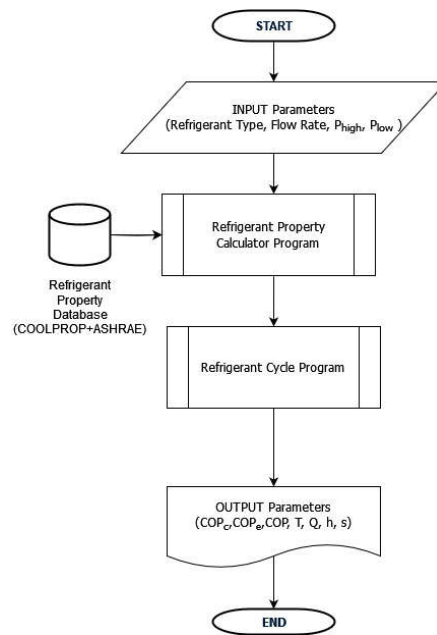 START
INPUT Parameters
(Refrigerant Type, Flow Rate, Phigh, Plow )
Refrigerant Property
Calculator Program
Refrigerant
Property
Database
(COOLPROP+ASHRAE)
Refrigerant Cycle Program
OUTPUT Parameters
(COPc,COPe,COP, T, Q, h, s)
END